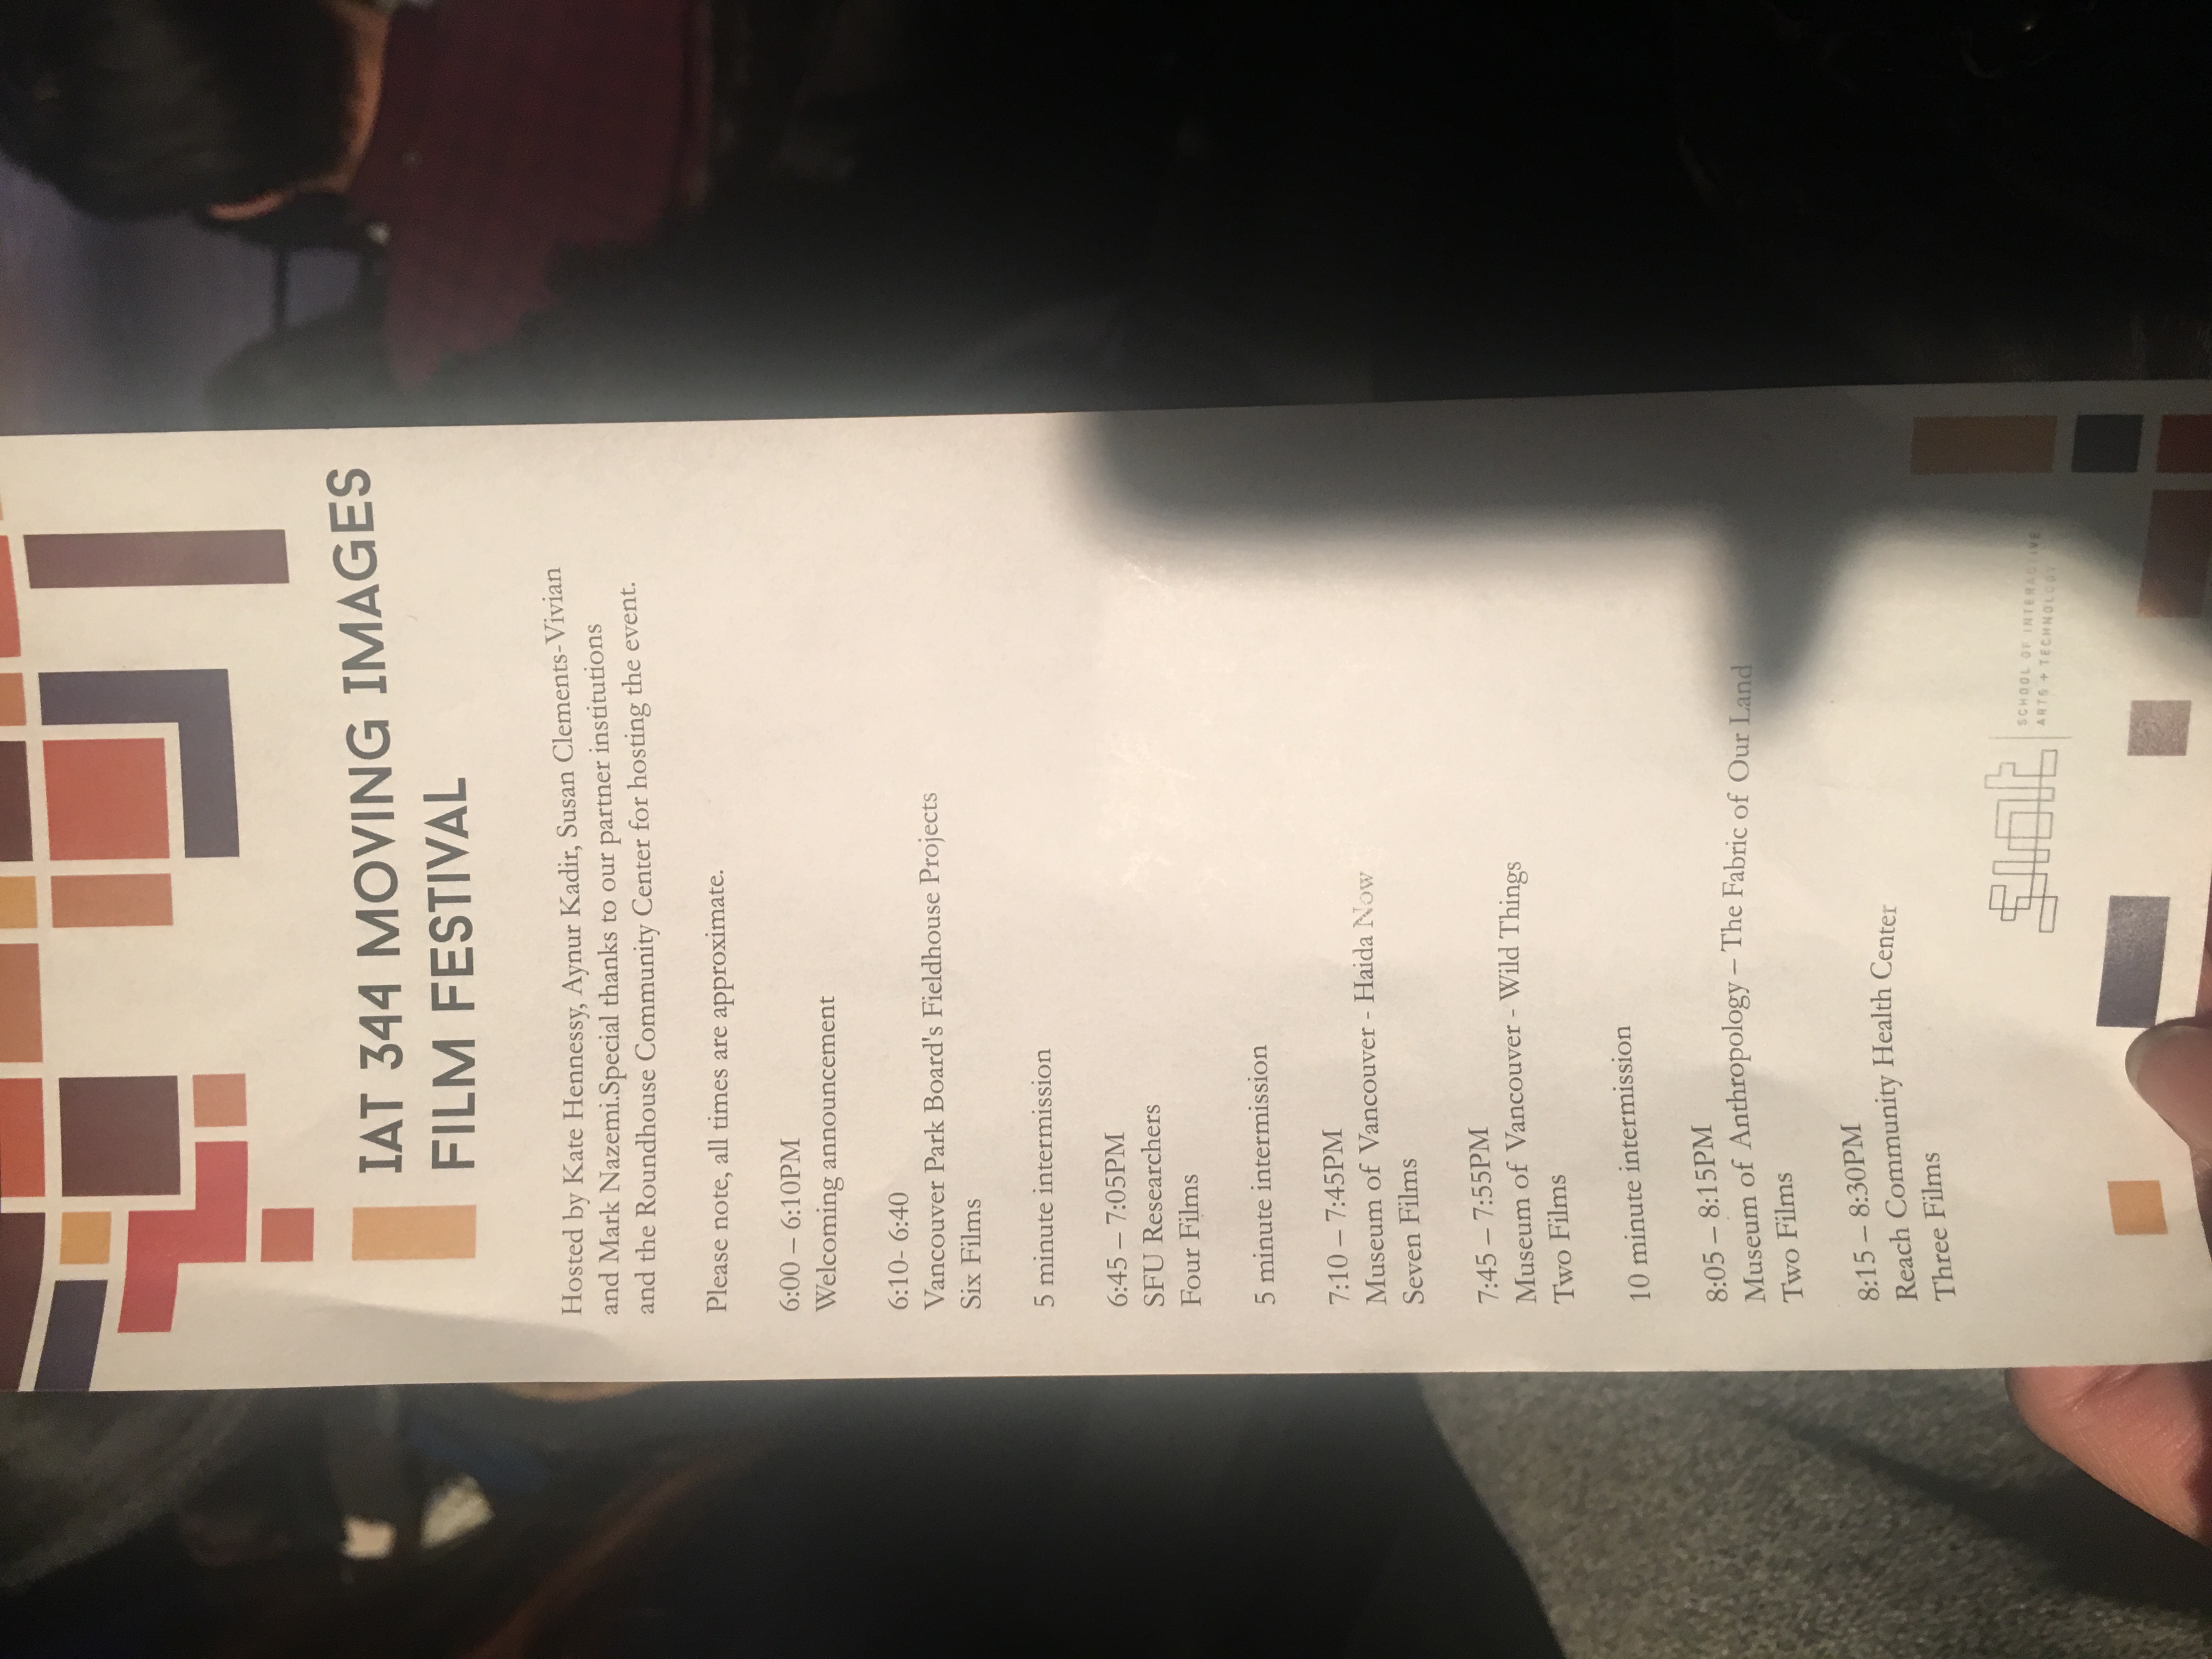 IAT 344 MOVING IMAGES
FILM FESTIVAL
Hosted by Kate Hennessy, Aynur Kadir, Susan Clements-Vivian
and Mark Nazemi.Special thanks to our partner institutions
and the Roundhouse Community Center for hosting the event.
Please note, all times are approximate.
6:00 – 6:10PM
Welcoming announcement
6:10- 6:40
Vancouver Park Board's Fieldhouse Projects
Six Films
5 minute intermission
6:45 – 7:05PM
SFU Researchers
Four Films
5 minute intermission
7:10 – 7:45PM
Museum of Vancouver - Haida Now
Seven Films
7:45 – 7:55PM
Museum of Vancouver - Wild Things
Two Films
10 minute intermission
8:05 – 8:15PM
Museum of Anthropology – The Fabric of Our Land
Two Films
8:15 – 8:30PM
Reach Community Health Center
Three Films
siat
SCHOOL OF INTERACTIVE
ARTS + TECHNOLOGY